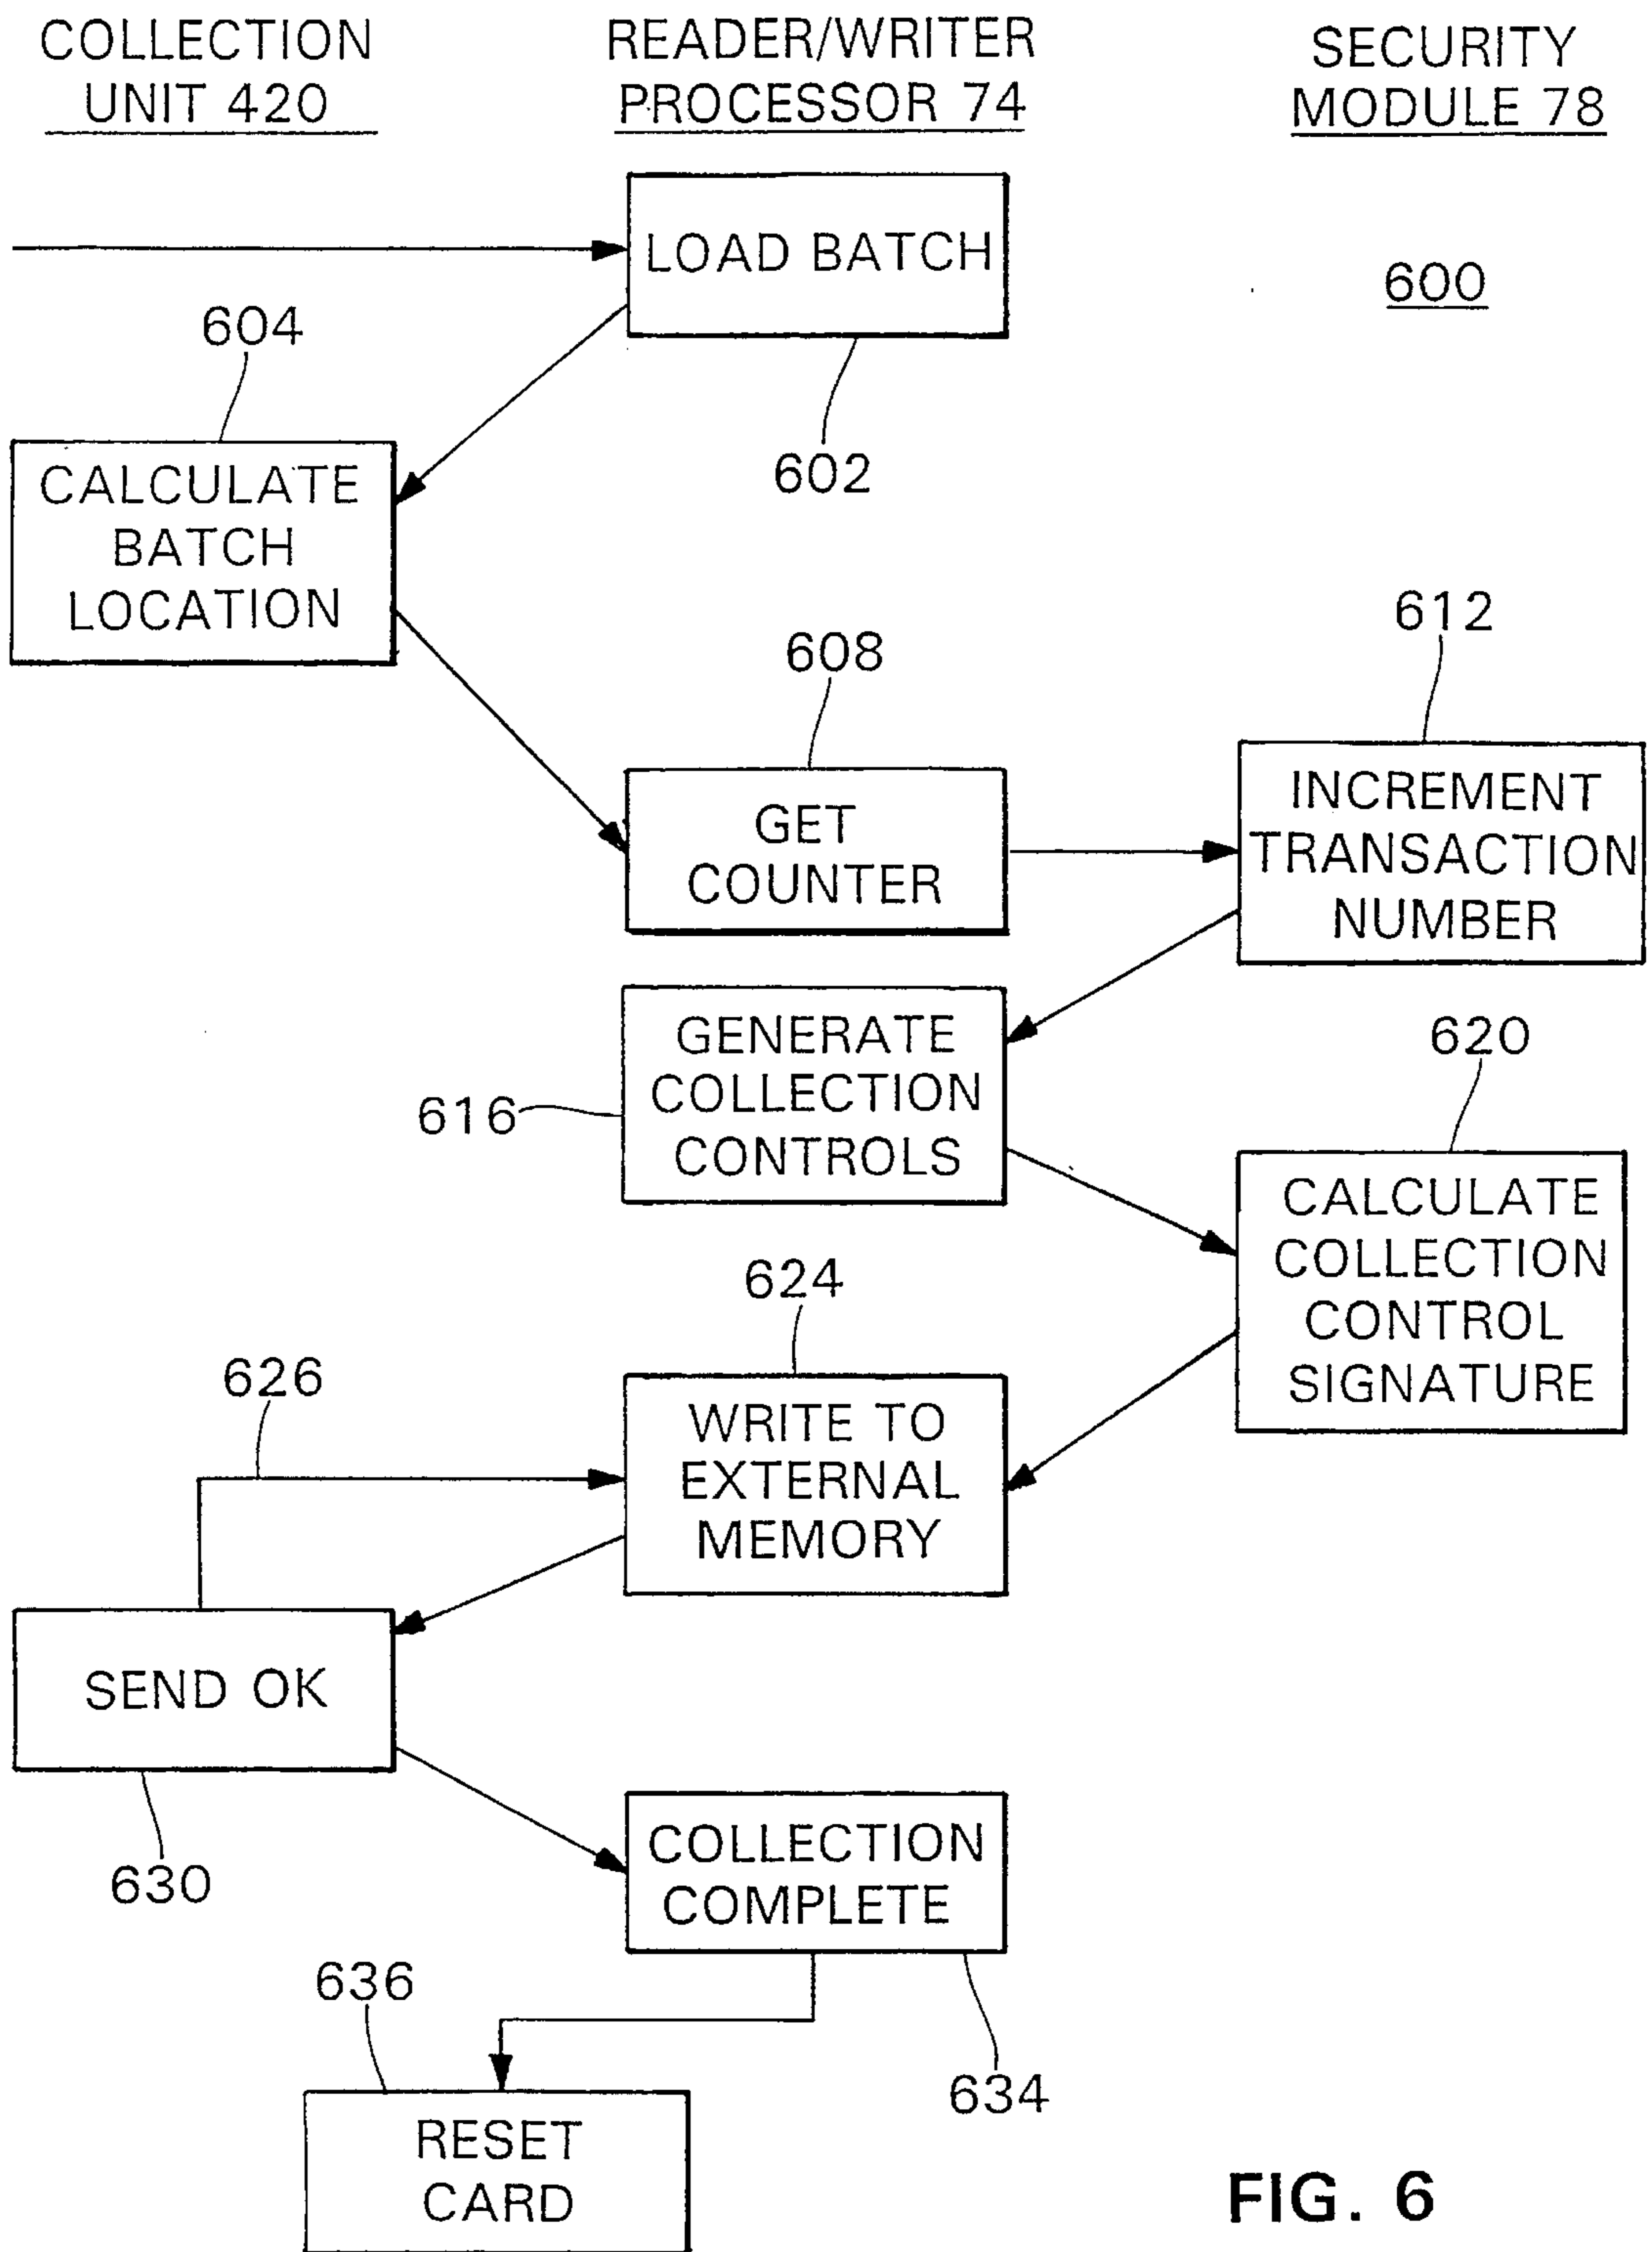 COLLECTION
UNIT 420
READER/WRITER
PROCESSOR 74
SECURITY
MODULE 78
LOAD BATCH
600
604
602
CALCULATE
BATCH
LOCATION
612
608
GET
COUNTER
INCREMENT
TRANSACTION
NUMBER
GENERATE
COLLECTION
CONTROLS
616
620
CALCULATE
COLLECTION
CONTROL
SIGNATURE
624
626
WRITE TO
EXTERNAL
MEMORY
SEND OK
630
COLLECTION
COMPLETE
636
634
RESET
CARD
FIG. 6